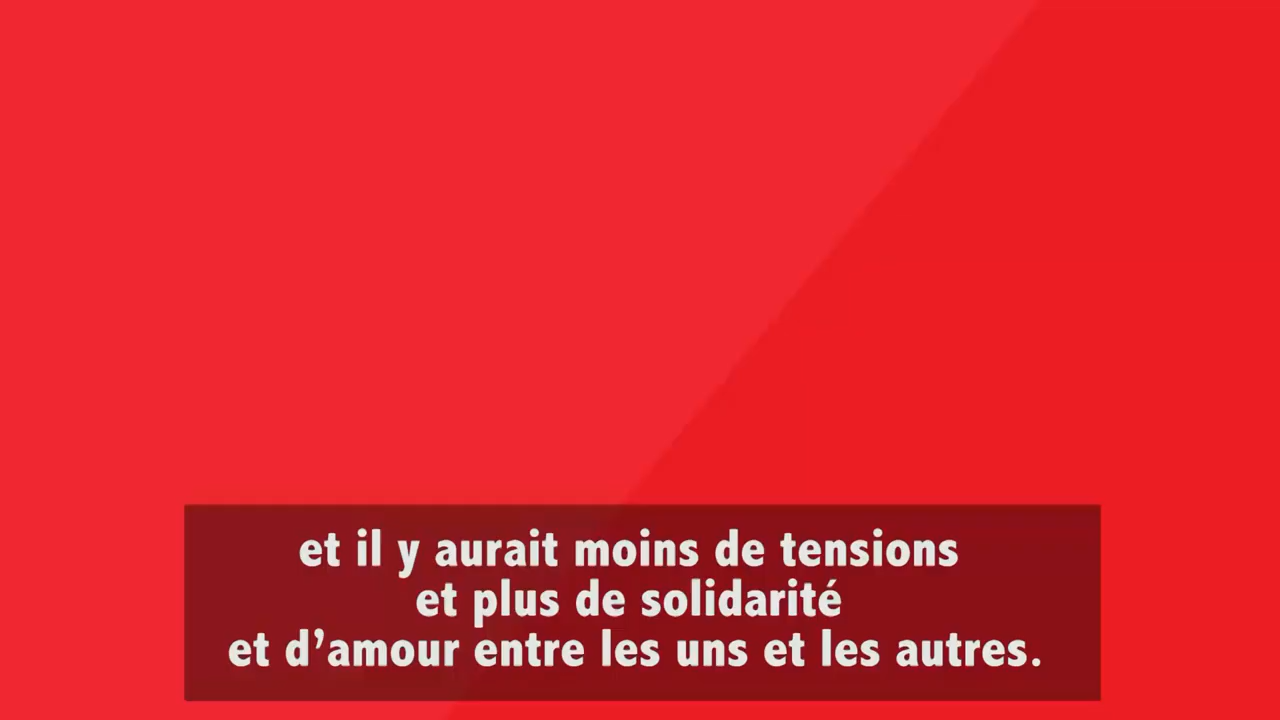 et il y aurait moins de tensions
et plus de solidarité
et d’amour entre les uns et les autres.